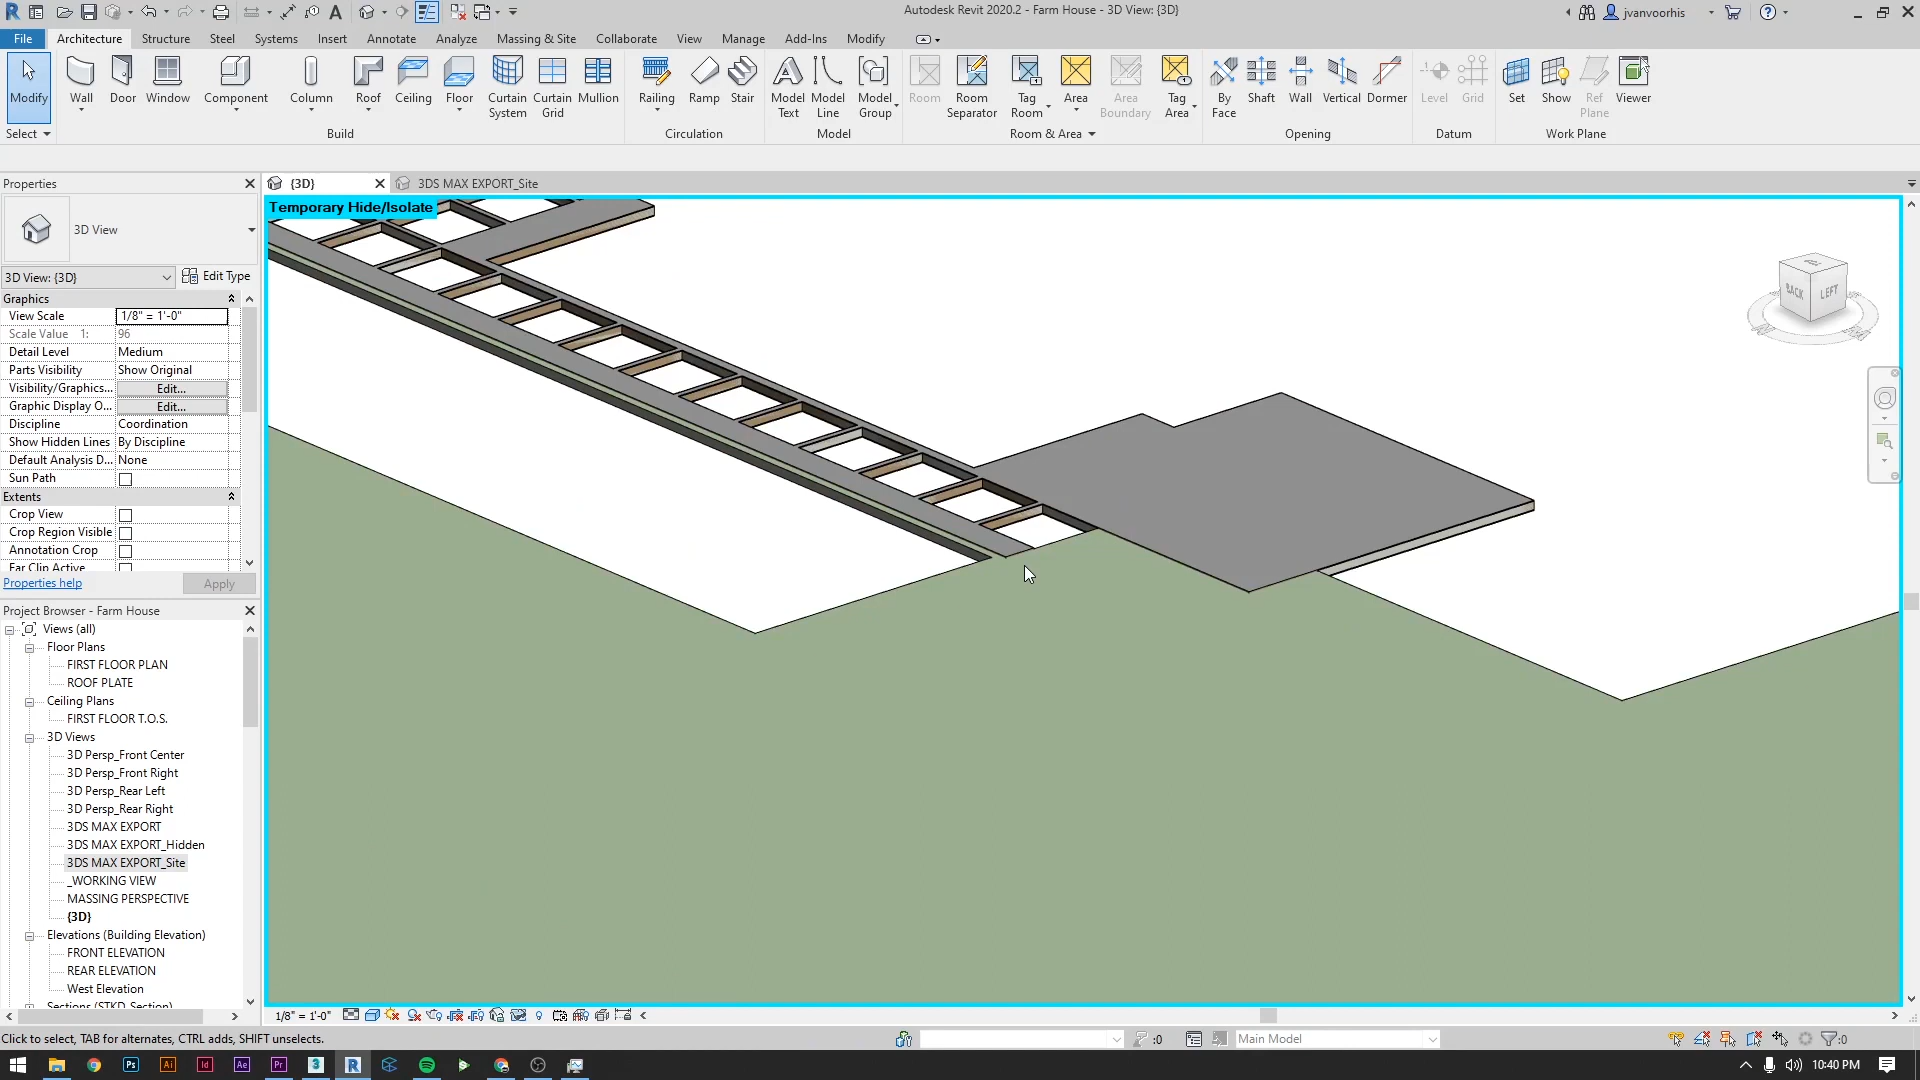 Autodesk Revit 2020.2 - Farm House - 3D View: {3D}
jvanvoorhis
File
Architecture
Structure
Steel
Systems
Insert
Annotate
Analyze
Massing & Site
Collaborate
View
Manage
Add-Ins
Modify
Modify
Wall
Door
Window
Component
Column
Roof
Ceiling
Floor
Curtain
System
Curtain
Grid
Mullion
Railing
Ramp
Stair
Model
Text
Model
Line
Model
Group
Room
Room
Separator
Tag
Room
Area
Area
Boundary
Tag
Area
By
Face
Shaft
Wall
Vertical
Dormer
Level
Grid
Set
Show
Ref
Plane
Viewer
Select
Build
Circulation
Model
Room & Area
Opening
Datum
Work Plane
Properties
{3D}
3DS MAX EXPORT_Site
Temporary Hide/Isolate
3D View
3D View: {3D}
Edit Type
Graphics
View Scale 1/8" = 1'-0"
Scale Value 1: 96
Detail Level Medium
Parts Visibility Show Original
Visibility/Graphics... Edit...
Graphic Display O... Edit...
Discipline Coordination
Show Hidden Lines By Discipline
Default Analysis D... None
Sun Path
Extents
Crop View
Crop Region Visible
Annotation Crop
Far Clip Active
Properties help
Apply
BACK
LEFT
Project Browser - Farm House
Views (all)
Floor Plans
FIRST FLOOR PLAN
ROOF PLATE
Ceiling Plans
FIRST FLOOR T.O.S.
3D Views
3D Persp_Front Center
3D Persp_Front Right
3D Persp_Rear Left
3D Persp_Rear Right
3DS MAX EXPORT
3DS MAX EXPORT_Hidden
3DS MAX EXPORT_Site
_WORKING VIEW
MASSING PERSPECTIVE
{3D}
Elevations (Building Elevation)
FRONT ELEVATION
REAR ELEVATION
West Elevation
Sections (STKD_Section)
1/8" = 1'-0"
Click to select, TAB for alternates, CTRL adds, SHIFT unselects.
:0
Main Model
:0
10:40 PM